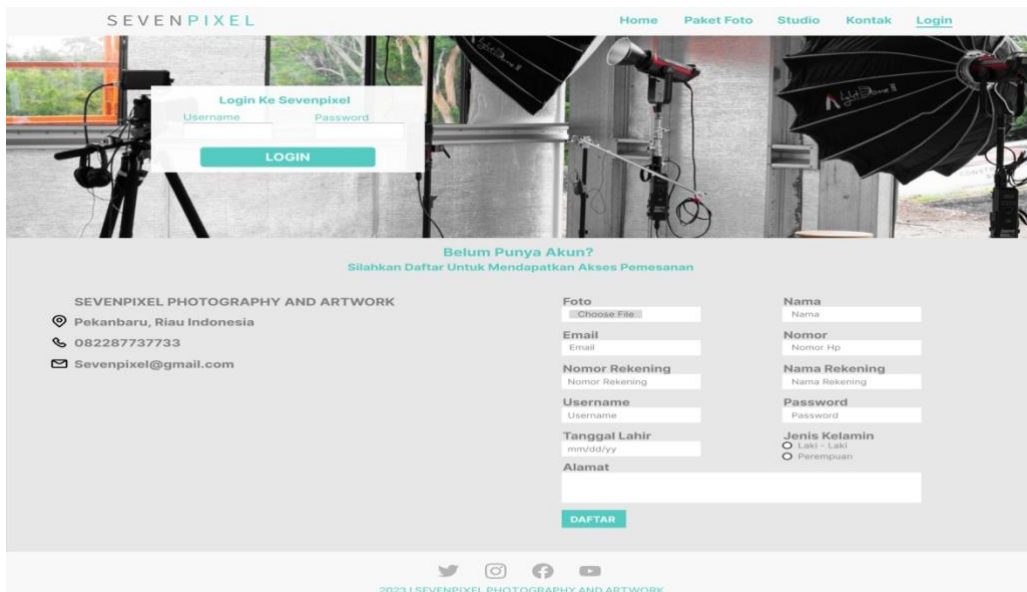 SEVENPIXEL
Home Paket Foto Studio Kontak Login
Login Ke Sevenpixel
Username Password
LOGIN
Belum Punya Akun?
Silahkan Daftar Untuk Mendapatkan Akses Pemesanan
SEVENPIXEL PHOTOGRAPHY AND ARTWORK
Pekanbaru, Riau Indonesia
082287737733
Sevenpixel@gmail.com
Foto
Choose File
Nama
Nama
Email
Email
Nomor
Nomor Hp
Nomor Rekening
Nomor Rekening
Nama Rekening
Nama Rekening
Username
Username
Password
Password
Tanggal Lahir
mm/dd/yy
Jenis Kelamin
Laki - Laki
Perempuan
Alamat
DAFTAR
2023 | SEVENPIXEL PHOTOGRAPHY AND ARTWORK